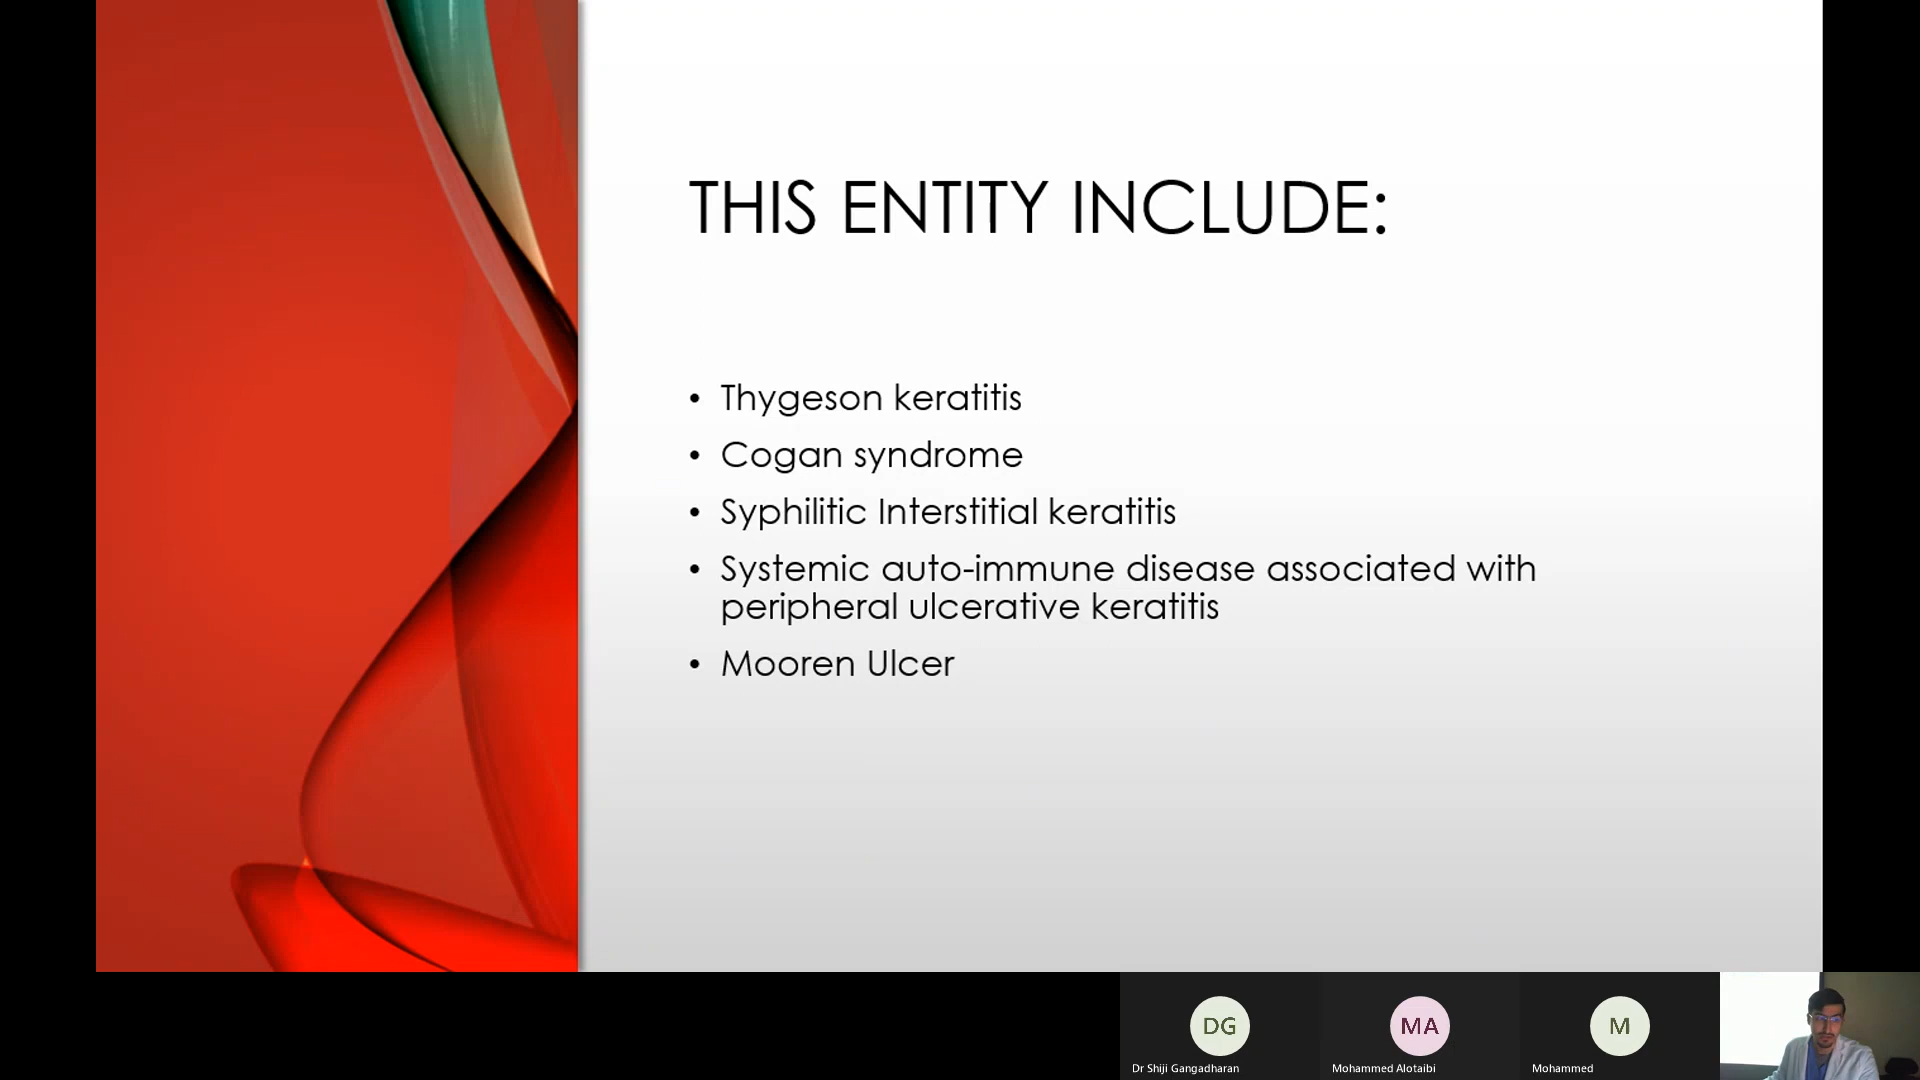 THIS ENTITY INCLUDE:
• Thygeson keratitis
• Cogan syndrome
• Syphilitic Interstitial keratitis
• Systemic auto-immune disease associated with
peripheral ulcerative keratitis
• Mooren Ulcer
DG
MA
M
Dr Shiji Gangadharan
Mohammed Alotaibi
Mohammed